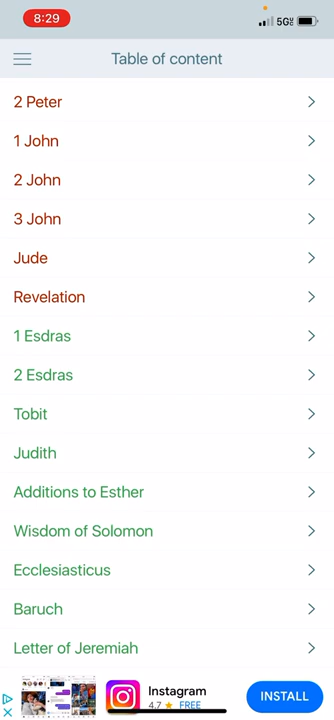 8:29
5GE
Table of content
2 Peter
1 John
2 John
3 John
Jude
Revelation
1 Esdras
2 Esdras
Tobit
Judith
Additions to Esther
Wisdom of Solomon
Ecclesiasticus
Baruch
Letter of Jeremiah
Instagram
4.7 ★ FREE
INSTALL